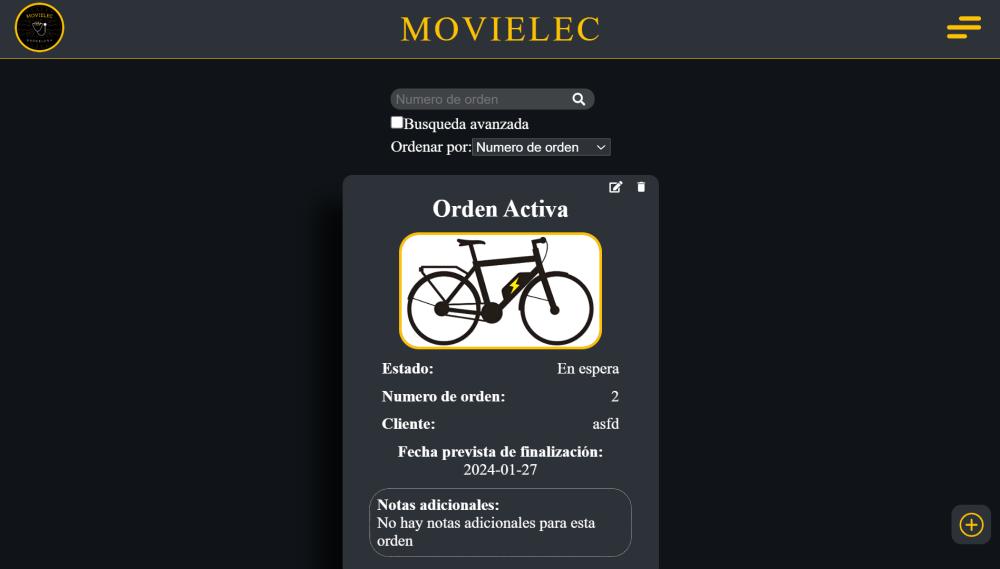 MOVIELEC
MOVIELEC
Numero de orden
Busqueda avanzada
Ordenar por: Numero de orden
Orden Activa
Estado: En espera
Numero de orden: 2
Cliente: asfd
Fecha prevista de finalización:
2024-01-27
Notas adicionales:
No hay notas adicionales para esta
orden